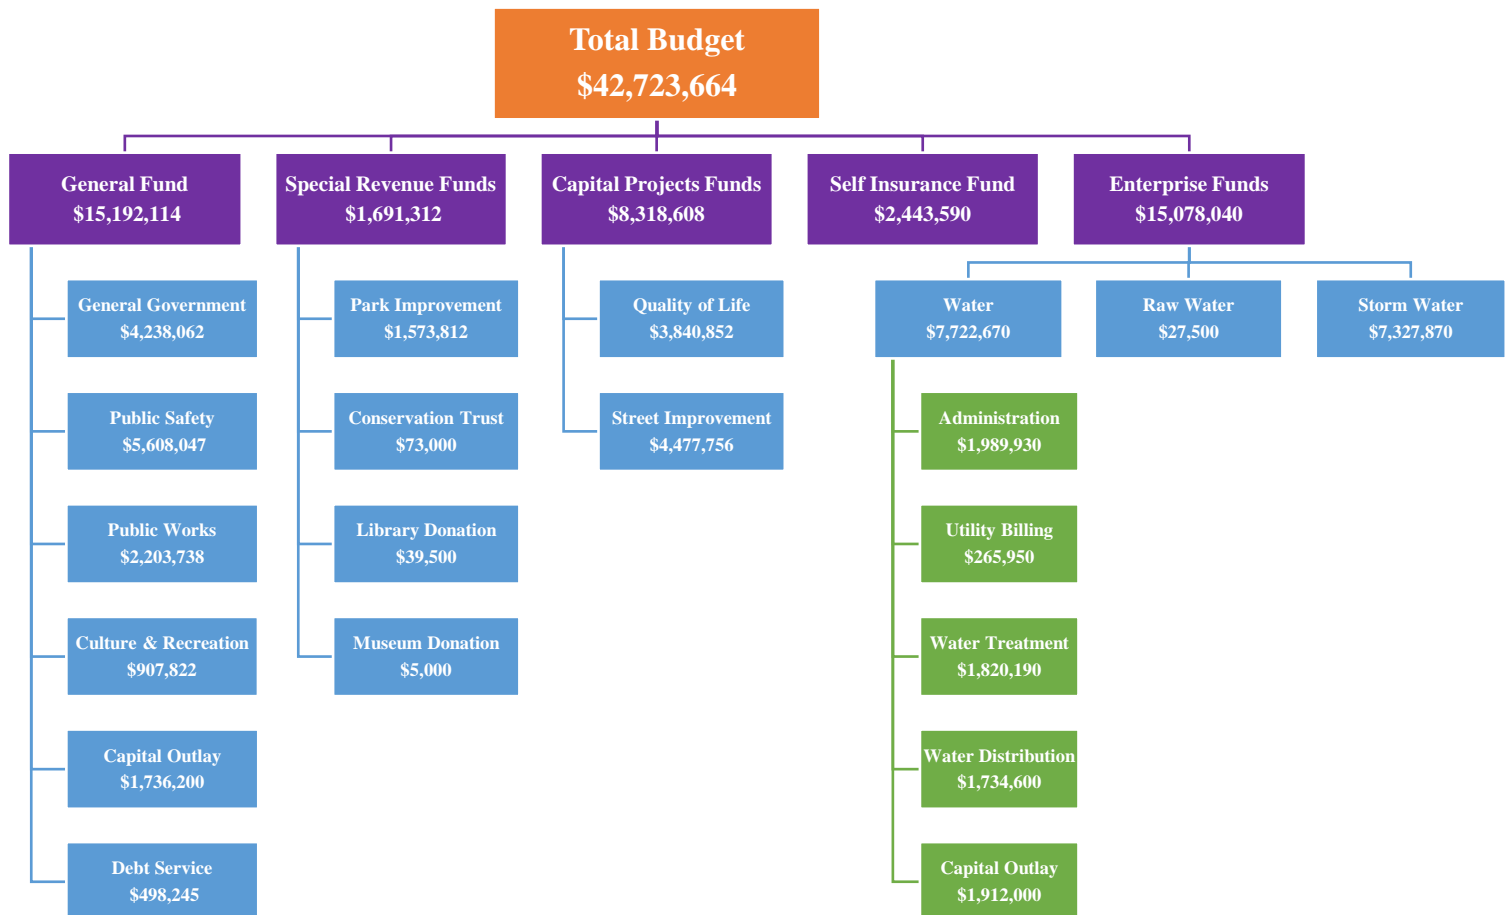 Total Budget
$42,723,664
General Fund
$15,192,114
Special Revenue Funds
$1,691,312
Capital Projects Funds
$8,318,608
Self Insurance Fund
$2,443,590
Enterprise Funds
$15,078,040
General Government
$4,238,062
Public Safety
$5,608,047
Public Works
$2,203,738
Culture & Recreation
$907,822
Capital Outlay
$1,736,200
Debt Service
$498,245
Park Improvement
$1,573,812
Conservation Trust
$73,000
Library Donation
$39,500
Museum Donation
$5,000
Quality of Life
$3,840,852
Street Improvement
$4,477,756
Water
$7,722,670
Raw Water
$27,500
Storm Water
$7,327,870
Administration
$1,989,930
Utility Billing
$265,950
Water Treatment
$1,820,190
Water Distribution
$1,734,600
Capital Outlay
$1,912,000